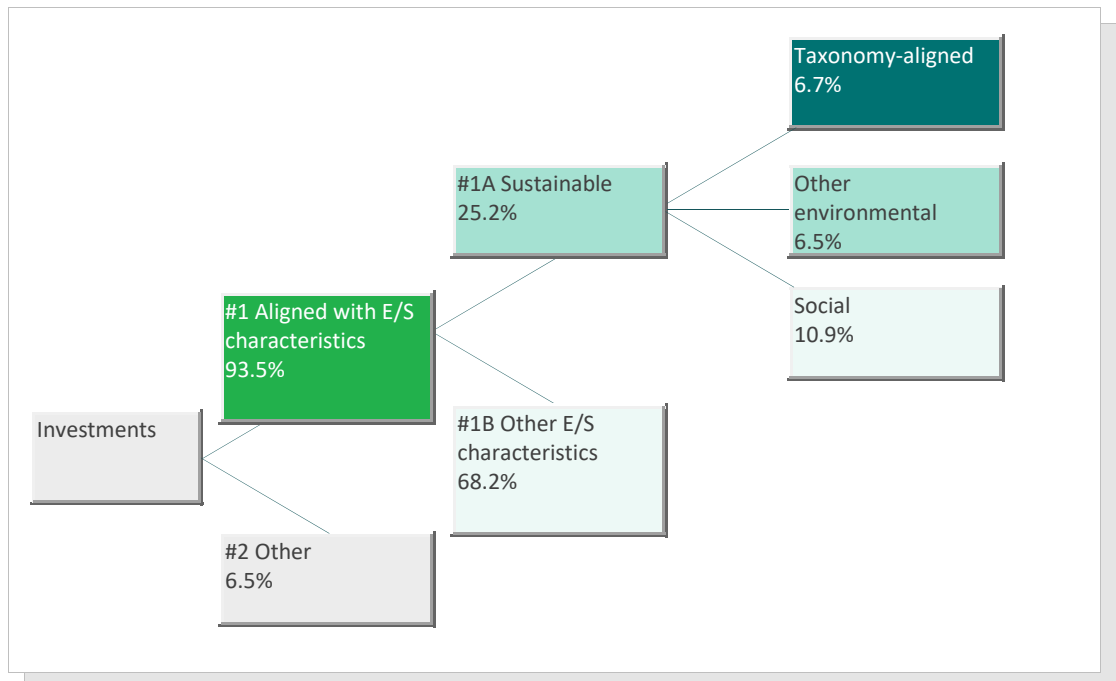 Investments
#1 Aligned with E/S
characteristics
93.5%
#2 Other
6.5%
#1A Sustainable
25.2%
#1B Other E/S
characteristics
68.2%
Taxonomy-aligned
6.7%
Other
environmental
6.5%
Social
10.9%